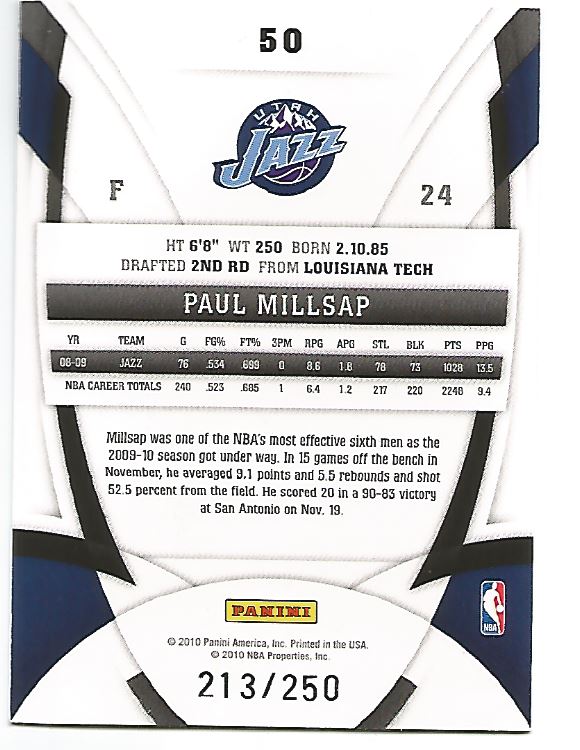 50
UTAH
JAZZ
F
24
HT 6'8" WT 250 BORN 2.10.85
DRAFTED 2ND RD FROM LOUISIANA TECH
PAUL MILLSAP
YR TEAM G FG% FT% 3PM RPG APG STL BLK PTS PPG
08-09 JAZZ 76 .534 .699 0 8.6 1.8 78 73 1028 13.5
NBA CAREER TOTALS 240 .523 .685 1 6.4 1.2 217 220 2248 9.4
Millsap was one of the NBA's most effective sixth men as the
2009-10 season got under way. In 15 games off the bench in
November, he averaged 9.1 points and 5.5 rebounds and shot
52.5 percent from the field. He scored 20 in a 90-83 victory
at San Antonio on Nov. 19.
PANINI
NBA
© 2010 Panini America, Inc. Printed in the USA.
© 2010 NBA Properties, Inc.
213/250